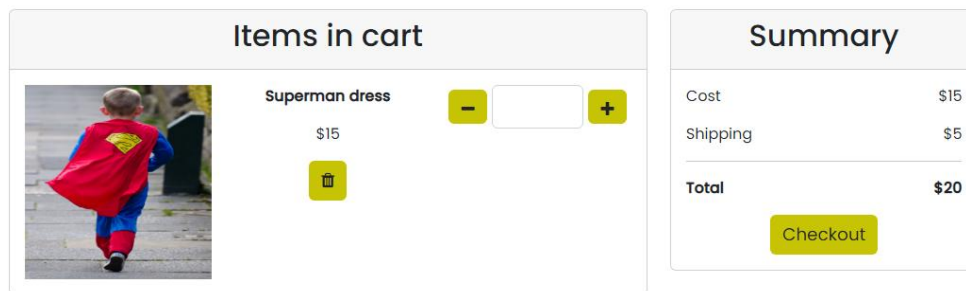 Items in cart
Superman dress
$15
−
+
Summary
Cost $15
Shipping $5
Total $20
Checkout